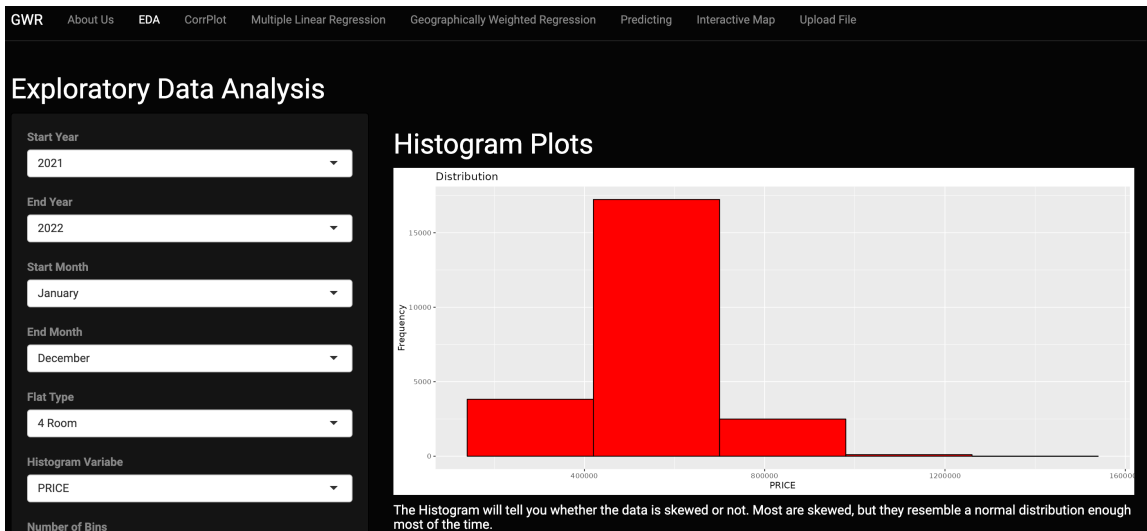 GWR About Us EDA CorrPlot Multiple Linear Regression Geographically Weighted Regression Predicting Interactive Map Upload File
Exploratory Data Analysis
Start Year
2021
End Year
2022
Start Month
January
End Month
December
Flat Type
4 Room
Histogram Variabe
PRICE
Number of Bins
Histogram Plots
Distribution
15000
10000
5000
0
Frequency
400000 800000 1200000
PRICE
The Histogram will tell you whether the data is skewed or not. Most are skewed, but they resemble a normal distribution enough
most of the time.